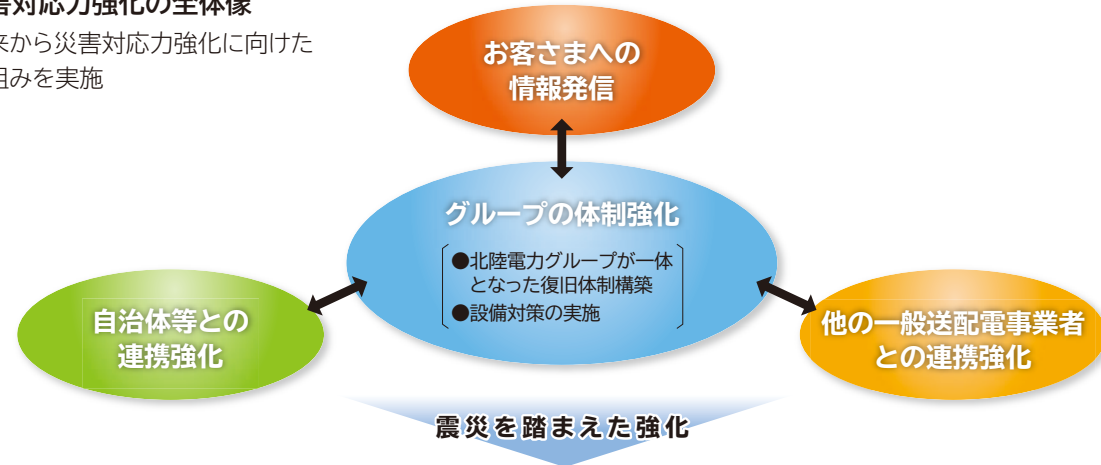 害対応力強化の全体像
来から災害対応力強化に向けた
組みを実施
お客さまへの
情報発信
グループの体制強化
●北陸電力グループが一体
となった復旧体制構築
●設備対策の実施
自治体等との
連携強化
他の一般送配電事業者
との連携強化
震災を踏まえた強化